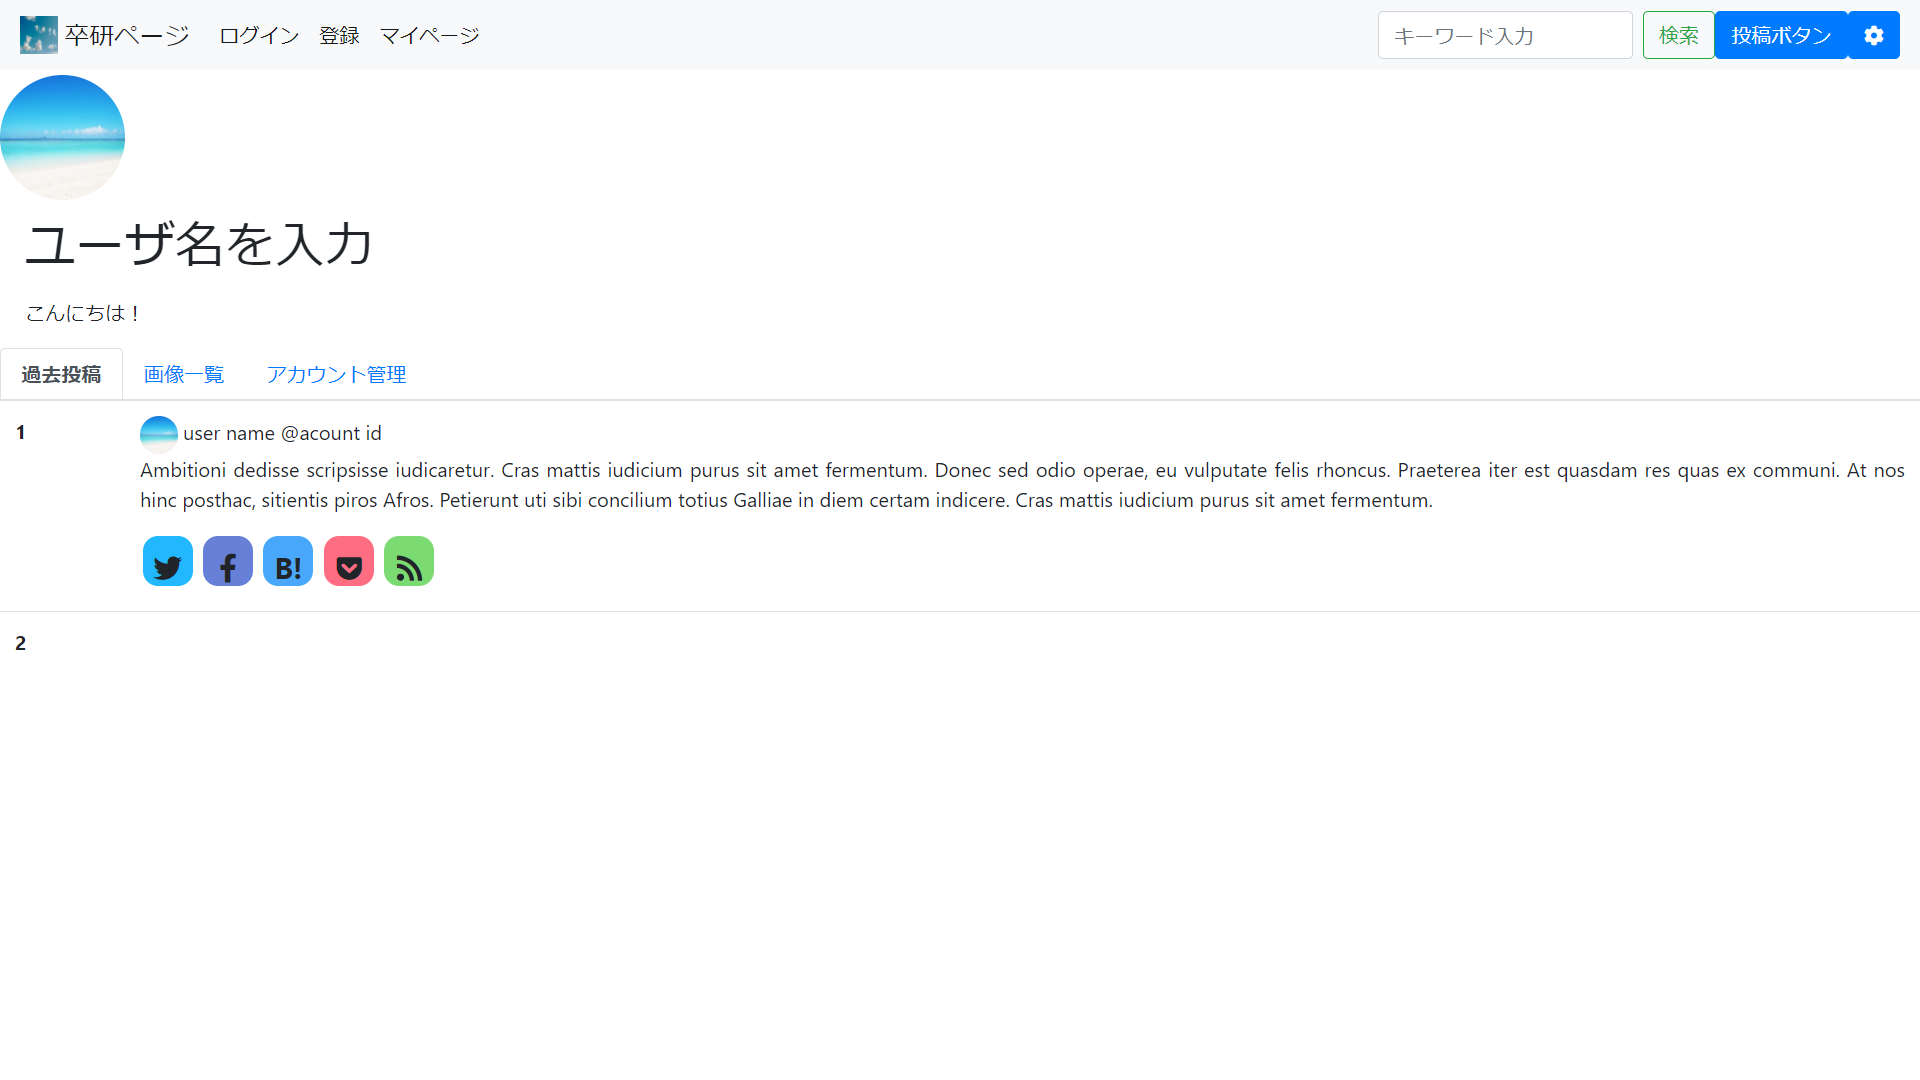 卒研ページ ログイン 登録 マイページ キーワード入力 検索 投稿ボタン
ユーザ名を入力
こんにちは！
過去投稿 画像一覧 アカウント管理
1 user name @acount id
Ambitioni dedisse scripsisse iudicaretur. Cras mattis iudicium purus sit amet fermentum. Donec sed odio operae, eu vulputate felis rhoncus. Praeterea iter est quasdam res quas ex communi. At nos
hinc posthac, sitientis piros Afros. Petierunt uti sibi concilium totius Galliae in diem certam indicere. Cras mattis iudicium purus sit amet fermentum.
B!
2